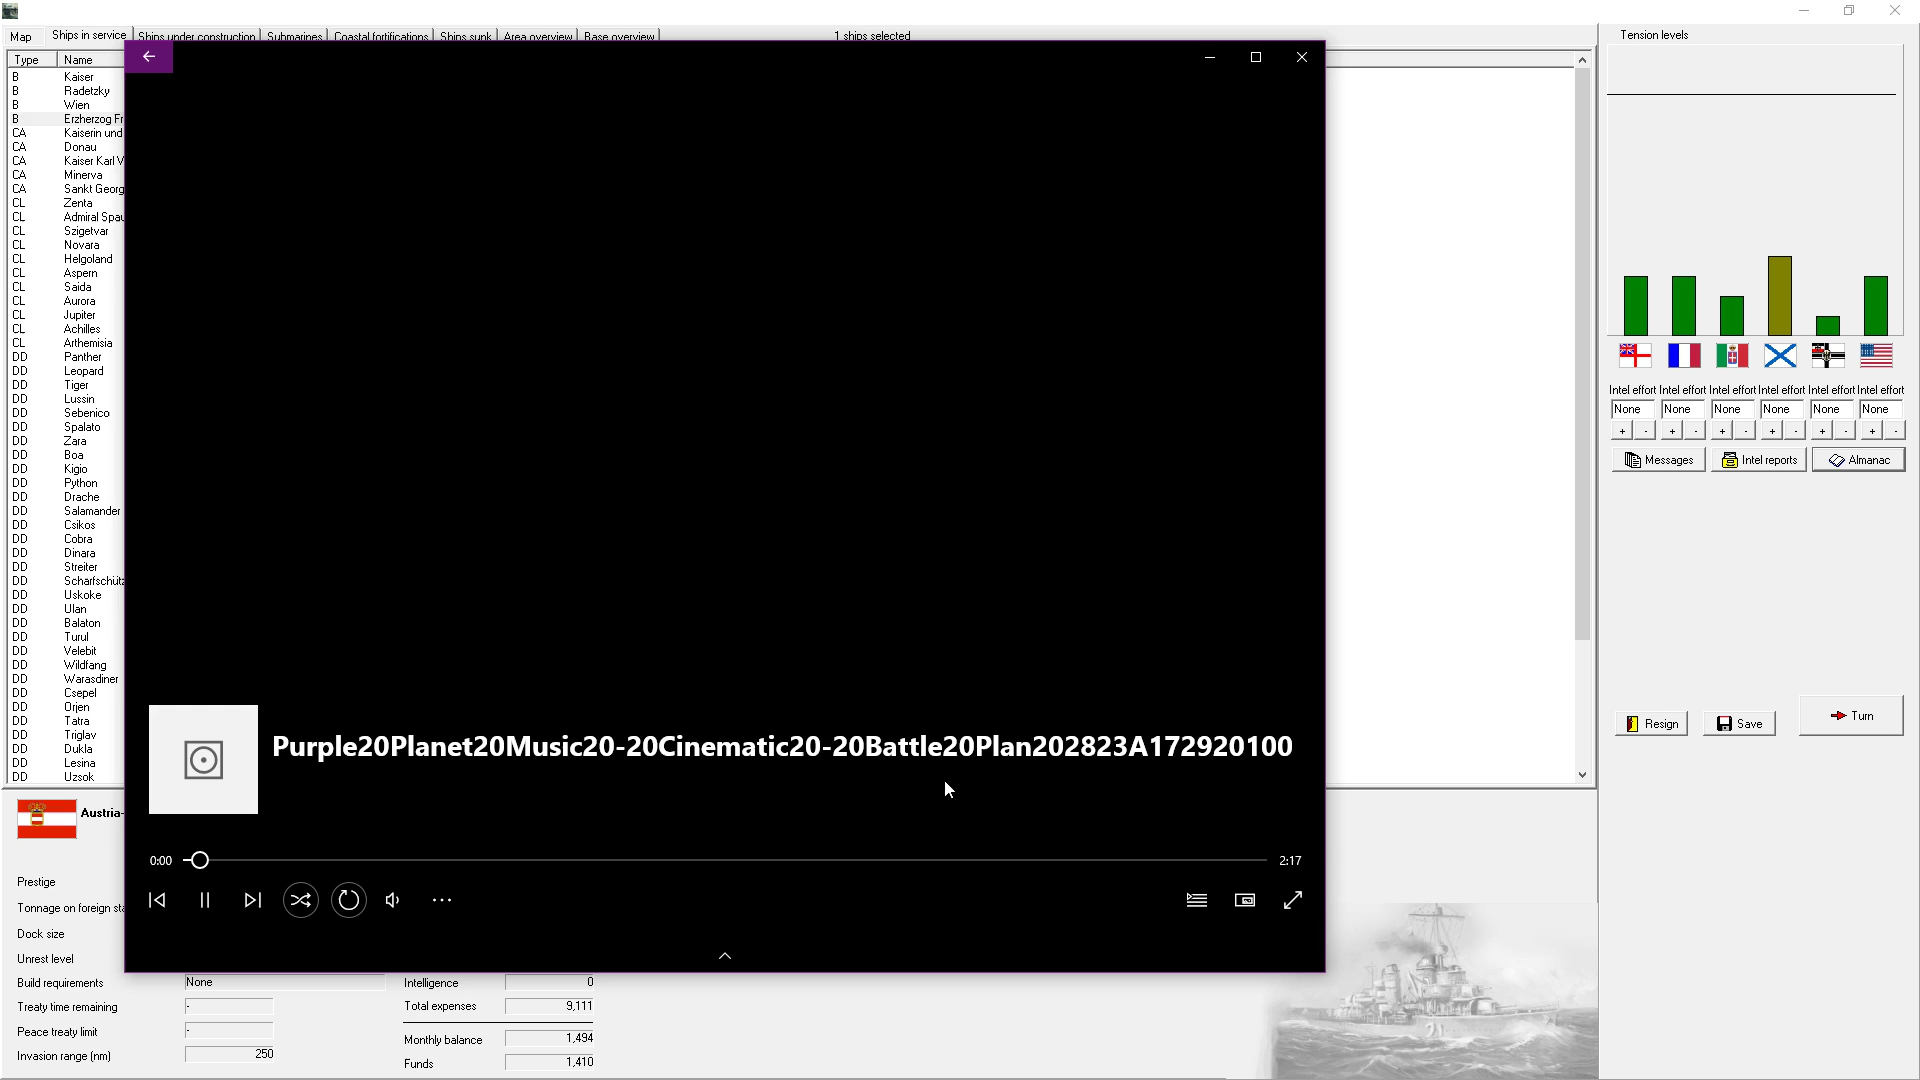 Map Ships in service Ships under construction Submarines Coastal fortifications Ships sunk Area overview Base overview 1 ships selected Tension levels
Type Name
B Kaiser
B Radetzky
B Wien
B Erzherzog Fr
CA Kaiserin und
CA Donau
CA Kaiser Karl V
CA Minerva
CA Sankt Georg
CL Zenta
CL Admiral Spau
CL Szigetvar
CL Novara
CL Helgoland
CL Aspern
CL Saida
CL Aurora
CL Jupiter
CL Achilles
CL Arthemisia
DD Panther
DD Leopard
DD Tiger
DD Lussin
DD Sebenico
DD Spalato
DD Zara
DD Boa
DD Kigio
DD Python
DD Drache
DD Salamander
DD Csikos
DD Cobra
DD Dinara
DD Streiter
DD Scharfschütz
DD Uskoke
DD Ulan
DD Balaton
DD Turul
DD Velebit
DD Wildfang
DD Warasdiner
DD Csepel
DD Orjen
DD Tatra
DD Triglav
DD Dukla
DD Lesina
DD Uzsok
Intel effort Intel effort Intel effort Intel effort Intel effort Intel effort
None None None None None None
+ - + - + - + - + - + -
Messages Intel reports Almanac
Resign Save Turn
Purple20Planet20Music20-20Cinematic20-20Battle20Plan202823A172920100
0:00 2:17
Austria-
Prestige
Tonnage on foreign sta
Dock size
Unrest level
Build requirements None
Treaty time remaining -
Peace treaty limit -
Invasion range (nm) 250
Intelligence 0
Total expenses 9,111
Monthly balance 1,494
Funds 1,410